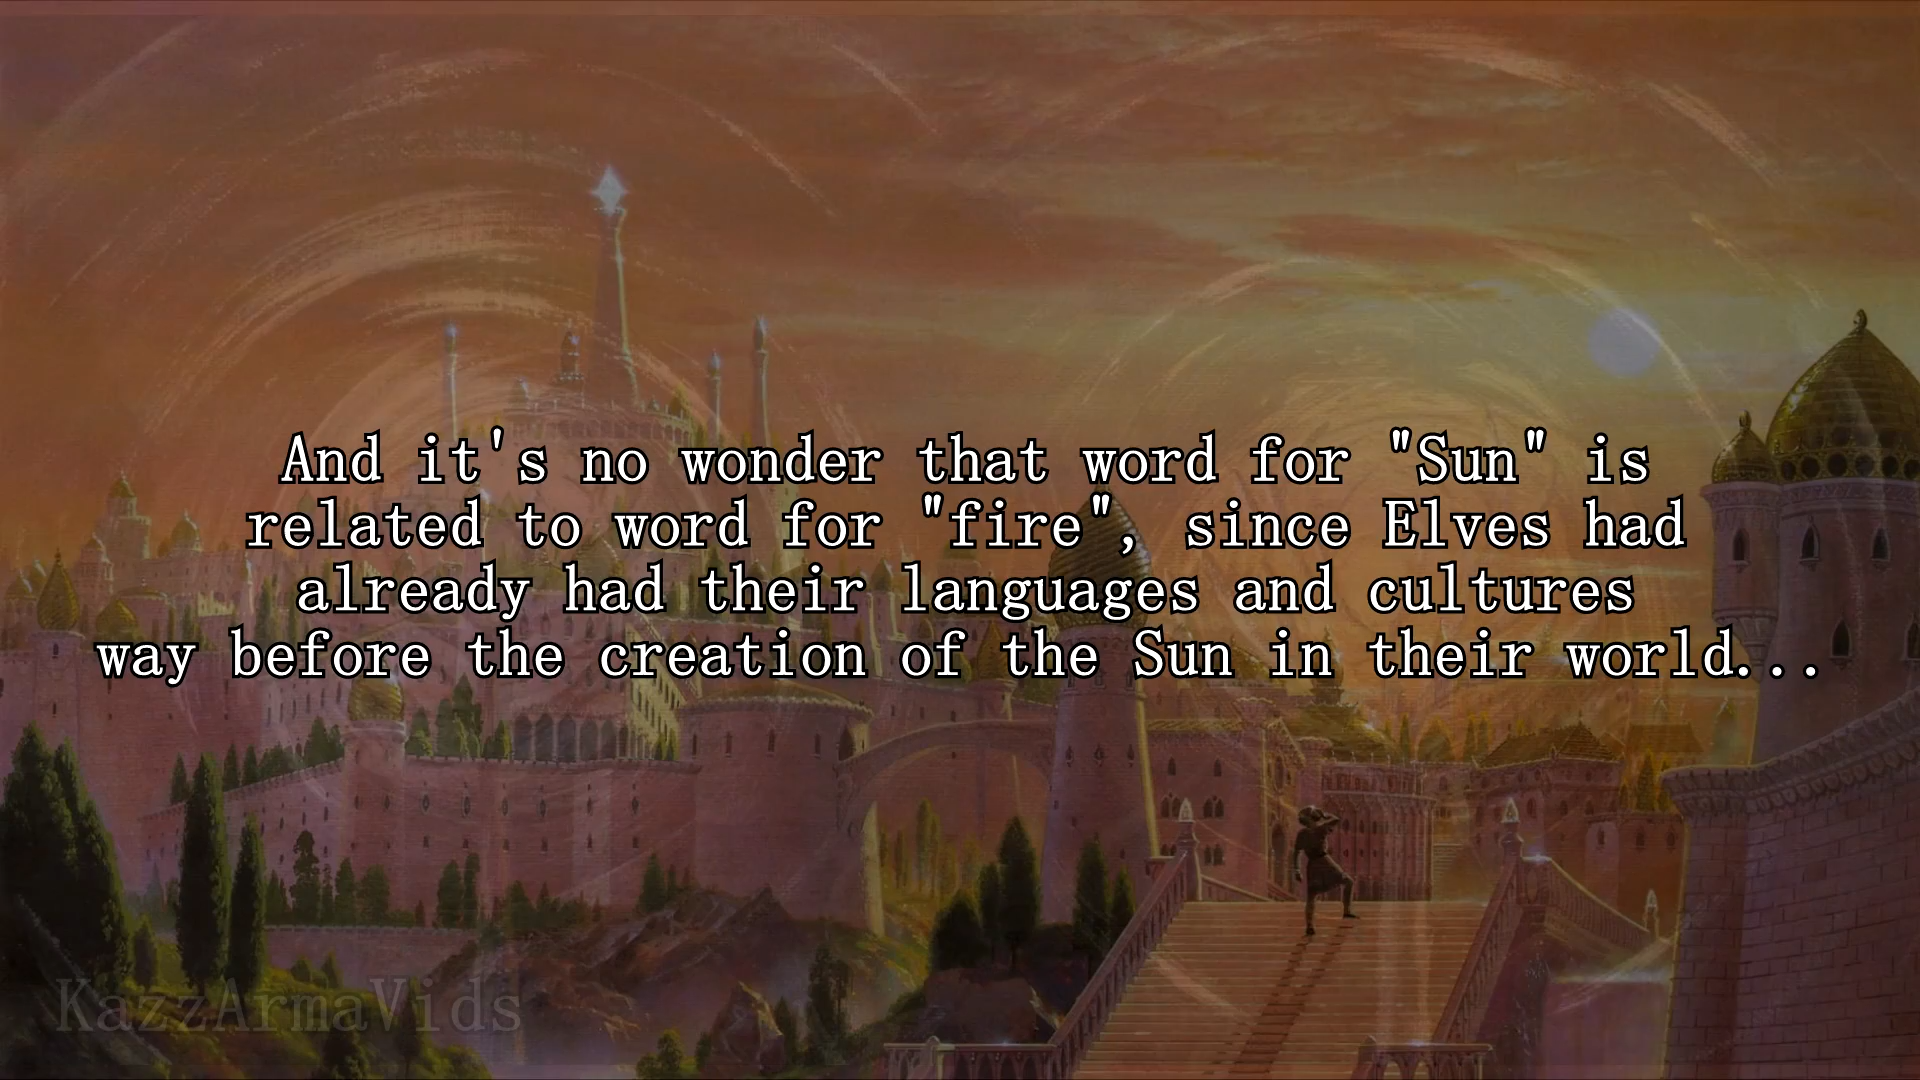 And it's no wonder that word for "Sun" is
related to word for "fire", since Elves had
already had their languages and cultures
way before the creation of the Sun in their world...
KazzArmaVids